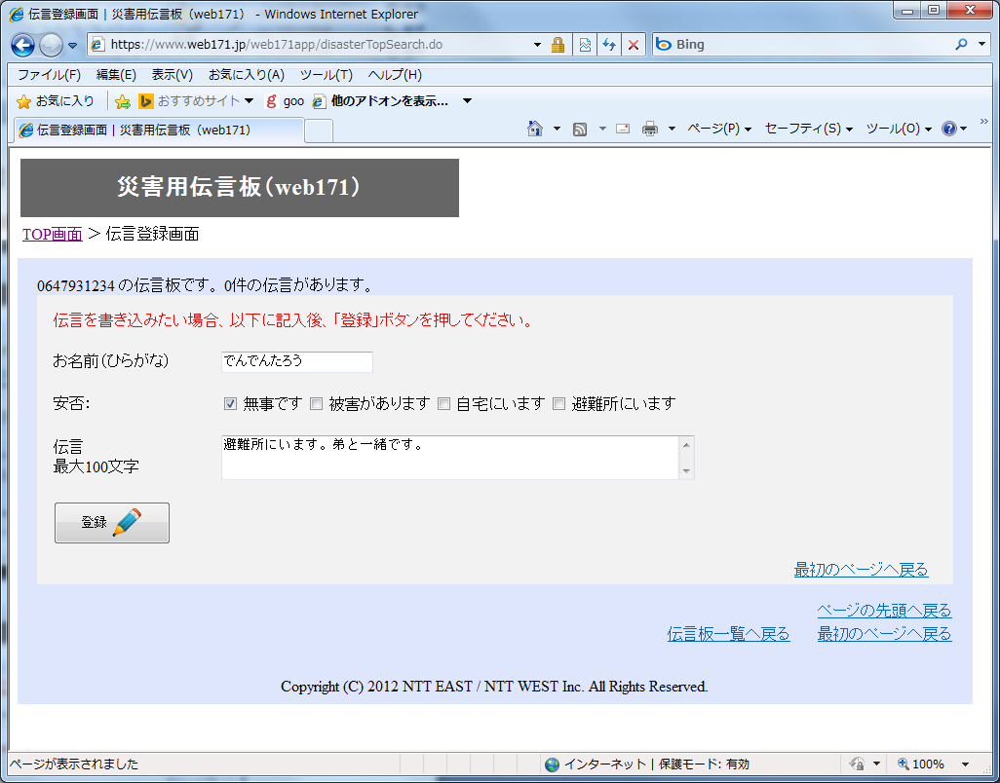 伝言登録画面 | 災害用伝言板（web171） - Windows Internet Explorer
https://www.web171.jp/web171app/disasterTopSearch.do
Bing
ファイル(F) 編集(E) 表示(V) お気に入り(A) ツール(T) ヘルプ(H)
お気に入り おすすめサイト goo 他のアドオンを表示...
伝言登録画面 | 災害用伝言板（web171）
ページ(P) セーフティ(S) ツール(O)
災害用伝言板（web171）
TOP画面 ＞ 伝言登録画面
0647931234 の伝言板です。0件の伝言があります。
伝言を書き込みたい場合、以下に記入後、「登録」ボタンを押してください。
お名前（ひらがな） でんでんたろう
安否： 無事です 被害があります 自宅にいます 避難所にいます
伝言 避難所にいます。弟と一緒です。
最大100文字
登録
最初のページへ戻る
ページの先頭へ戻る
伝言板一覧へ戻る 最初のページへ戻る
Copyright (C) 2012 NTT EAST / NTT WEST Inc. All Rights Reserved.
ページが表示されました インターネット | 保護モード: 有効 100%